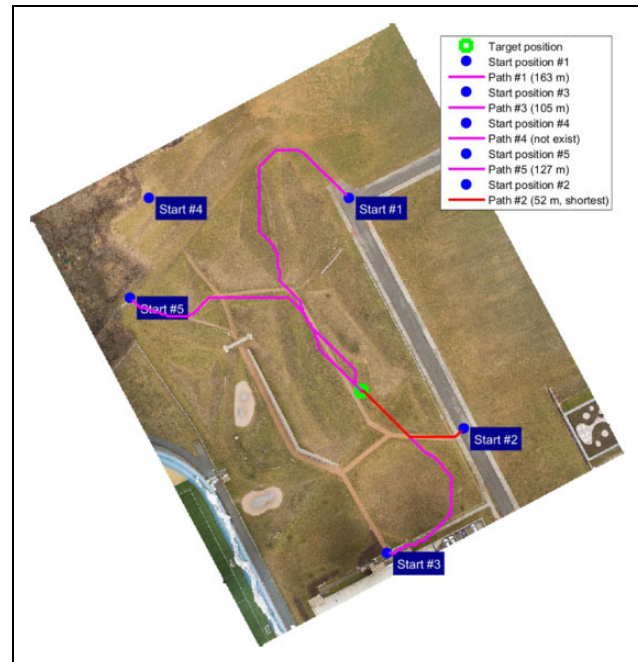 Target position
Start position #1
Path #1 (163 m)
Start position #3
Path #3 (105 m)
Start position #4
Path #4 (not exist)
Start position #5
Path #5 (127 m)
Start position #2
Path #2 (52 m, shortest)
Start #4
Start #1
Start #5
Start #2
Start #3